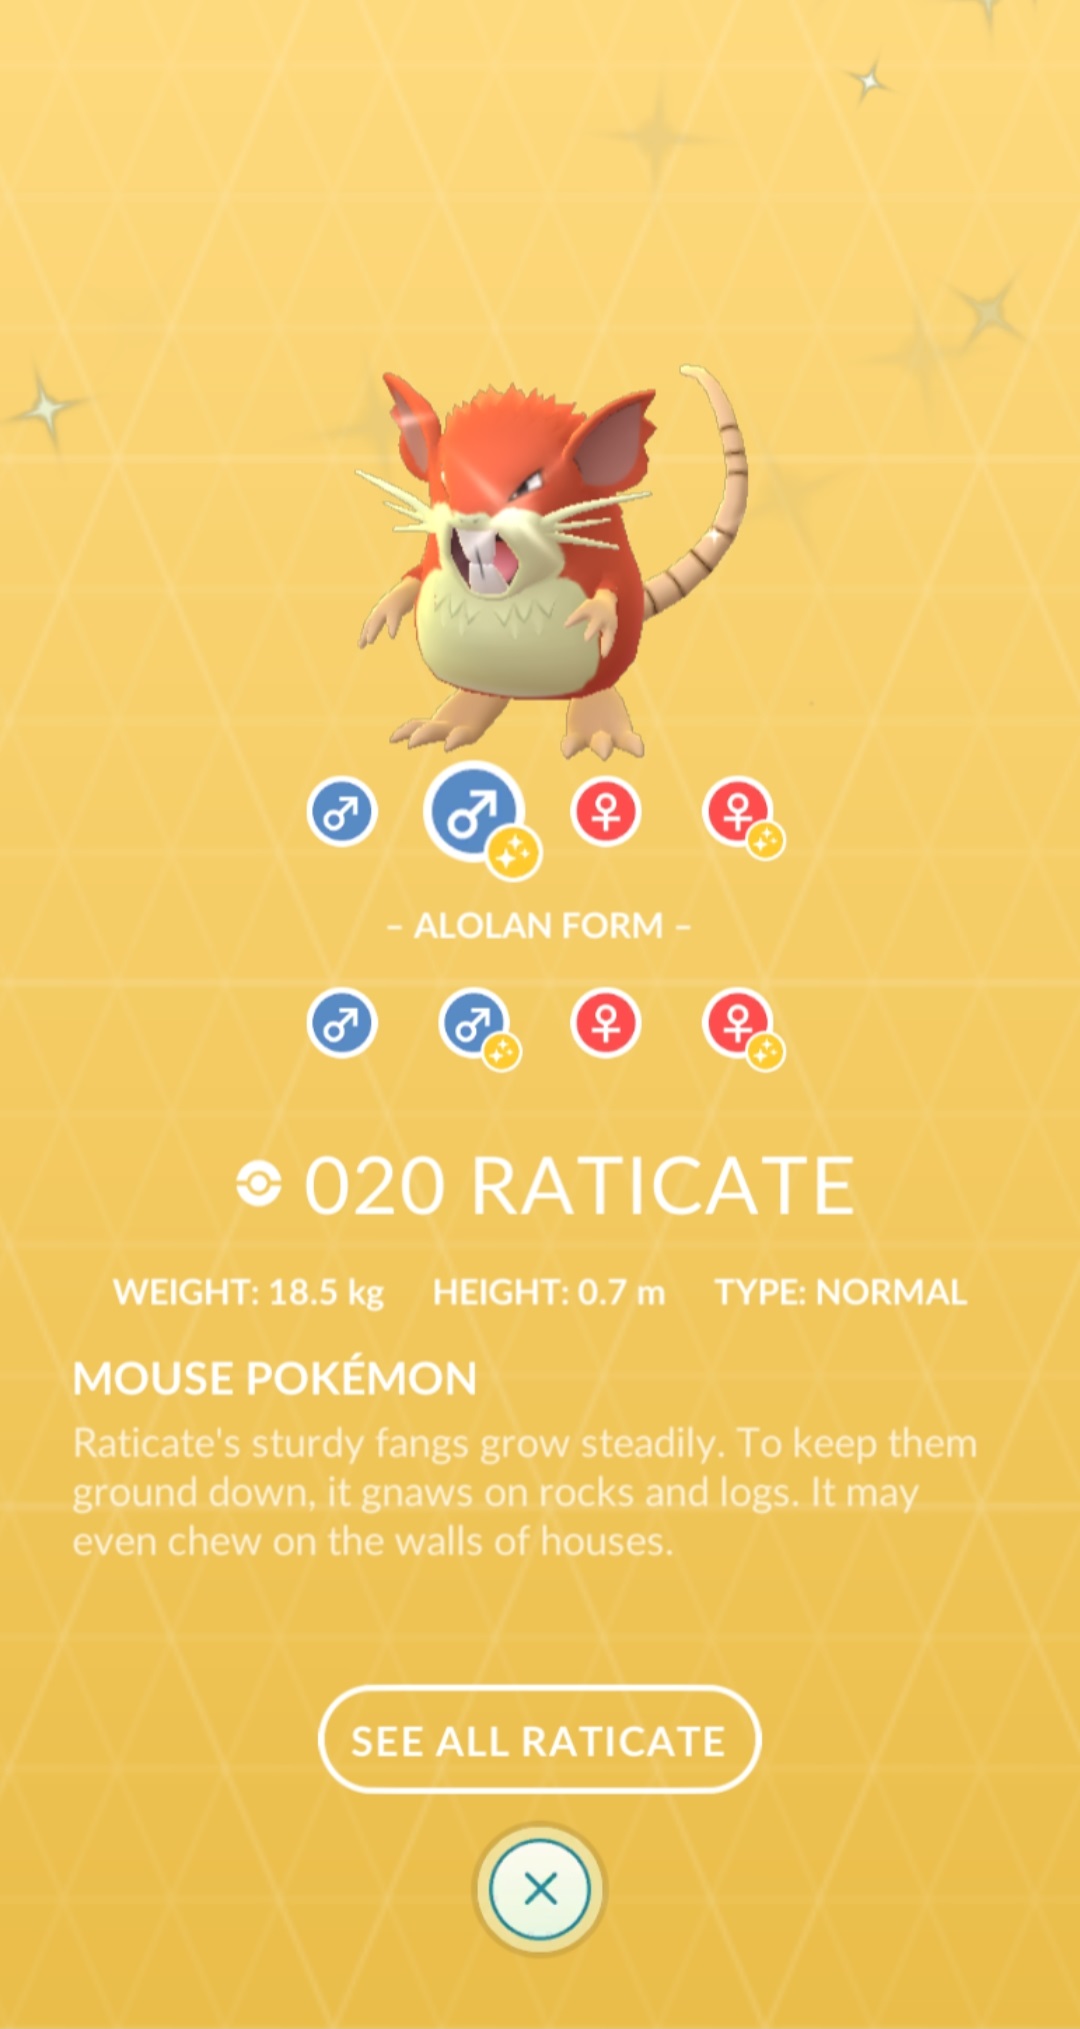 – ALOLAN FORM –
020 RATICATE
WEIGHT: 18.5 kg HEIGHT: 0.7 m TYPE: NORMAL
MOUSE POKÉMON
Raticate's sturdy fangs grow steadily. To keep them
ground down, it gnaws on rocks and logs. It may
even chew on the walls of houses.
SEE ALL RATICATE